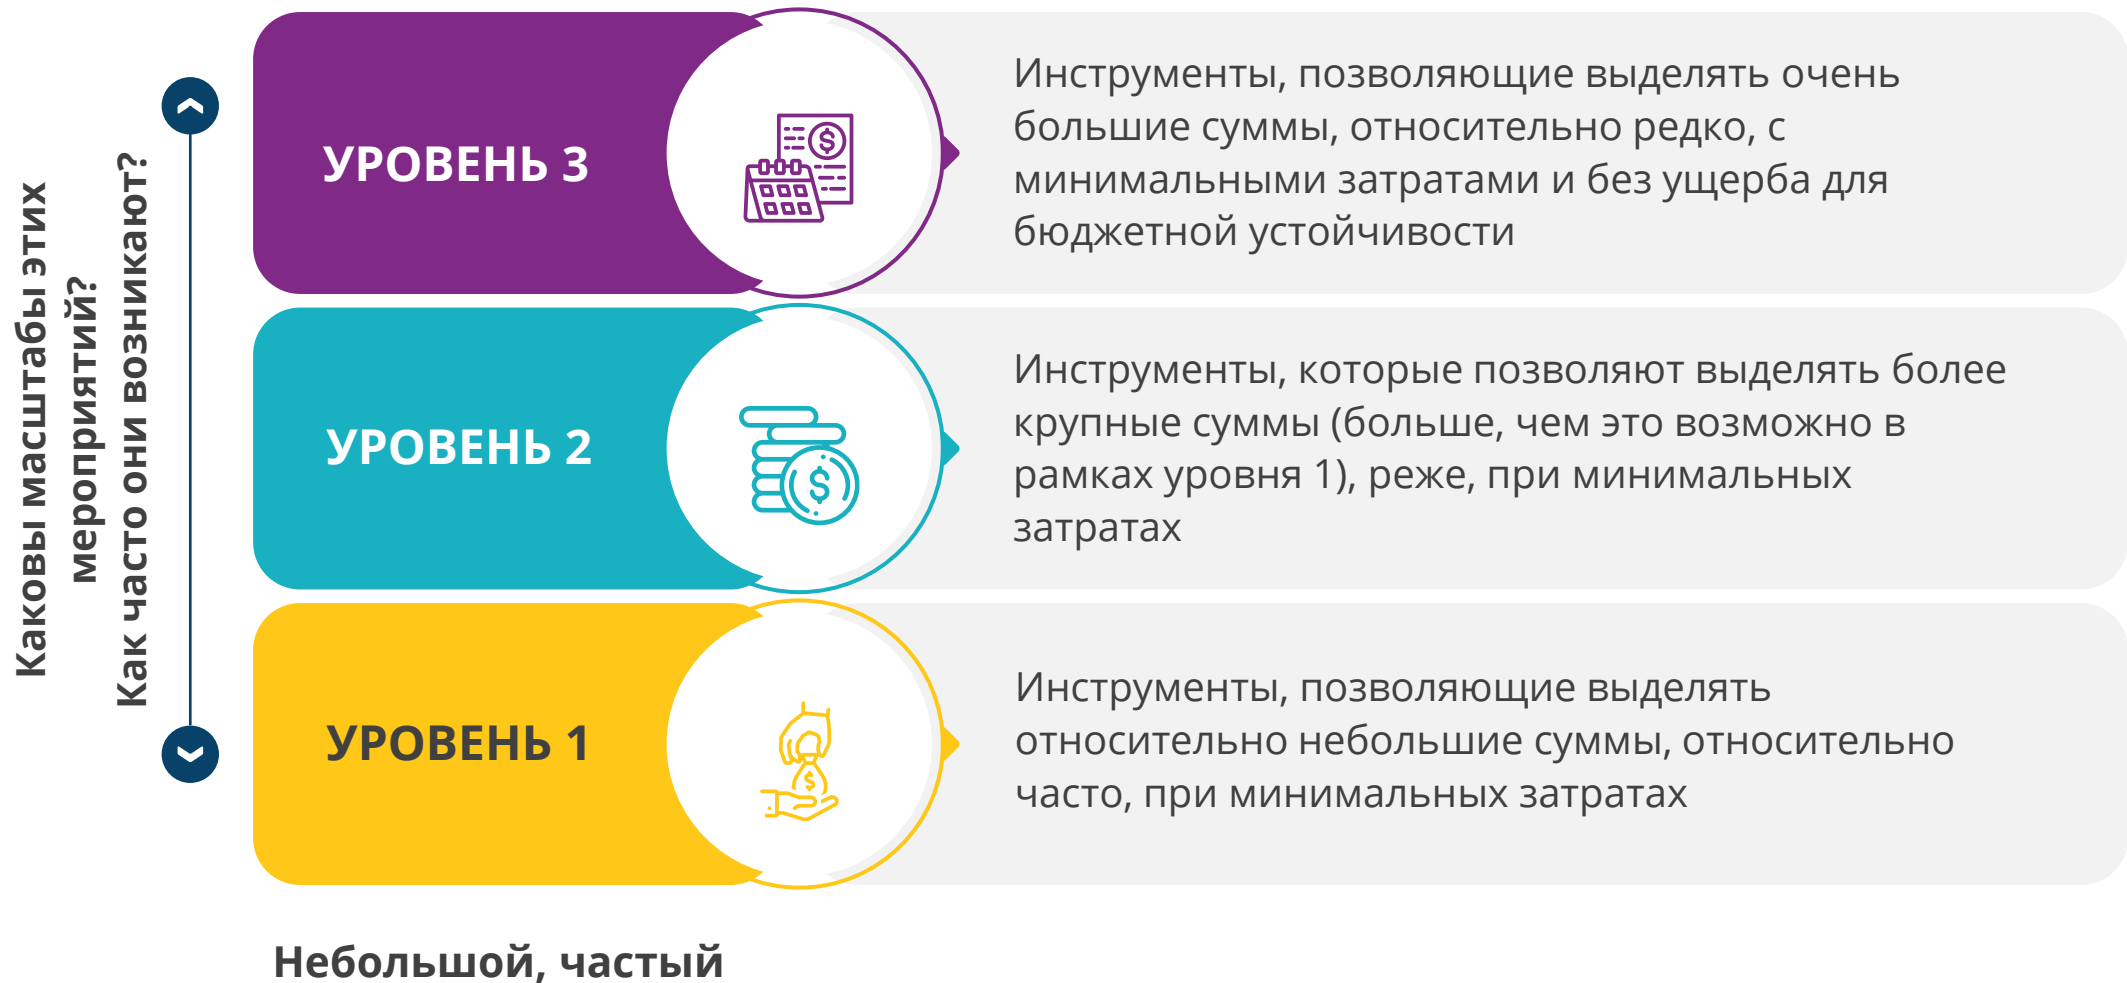 Каковы масштабы этих
мероприятий?
Как часто они возникают?
УРОВЕНЬ 3
Инструменты, позволяющие выделять очень
большие суммы, относительно редко, с
минимальными затратами и без ущерба для
бюджетной устойчивости
УРОВЕНЬ 2
Инструменты, которые позволяют выделять более
крупные суммы (больше, чем это возможно в
рамках уровня 1), реже, при минимальных
затратах
УРОВЕНЬ 1
Инструменты, позволяющие выделять
относительно небольшие суммы, относительно
часто, при минимальных затратах
Небольшой, частый